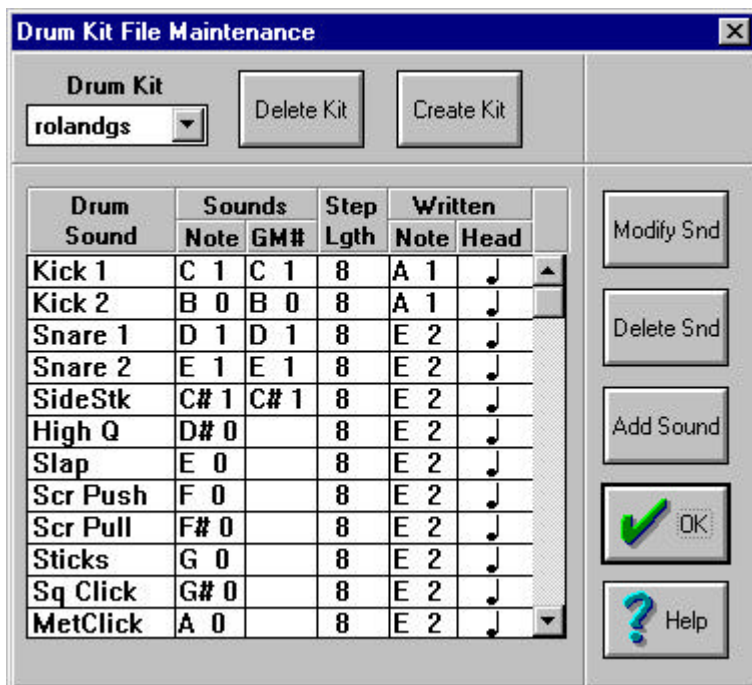 Drum Kit File Maintenance
Drum Kit
rolandgs
Delete Kit
Create Kit
Drum Sound Sounds Step Lgth Written
Note GM# Note Head
Kick 1 C 1 C 1 8 A 1
Kick 2 B 0 B 0 8 A 1
Snare 1 D 1 D 1 8 E 2
Snare 2 E 1 E 1 8 E 2
SideStk C# 1 C# 1 8 E 2
High Q D# 0 8 E 2
Slap E 0 8 E 2
Scr Push F 0 8 E 2
Scr Pull F# 0 8 E 2
Sticks G 0 8 E 2
Sq Click G# 0 8 E 2
MetClick A 0 8 E 2
Modify Snd
Delete Snd
Add Sound
OK
Help